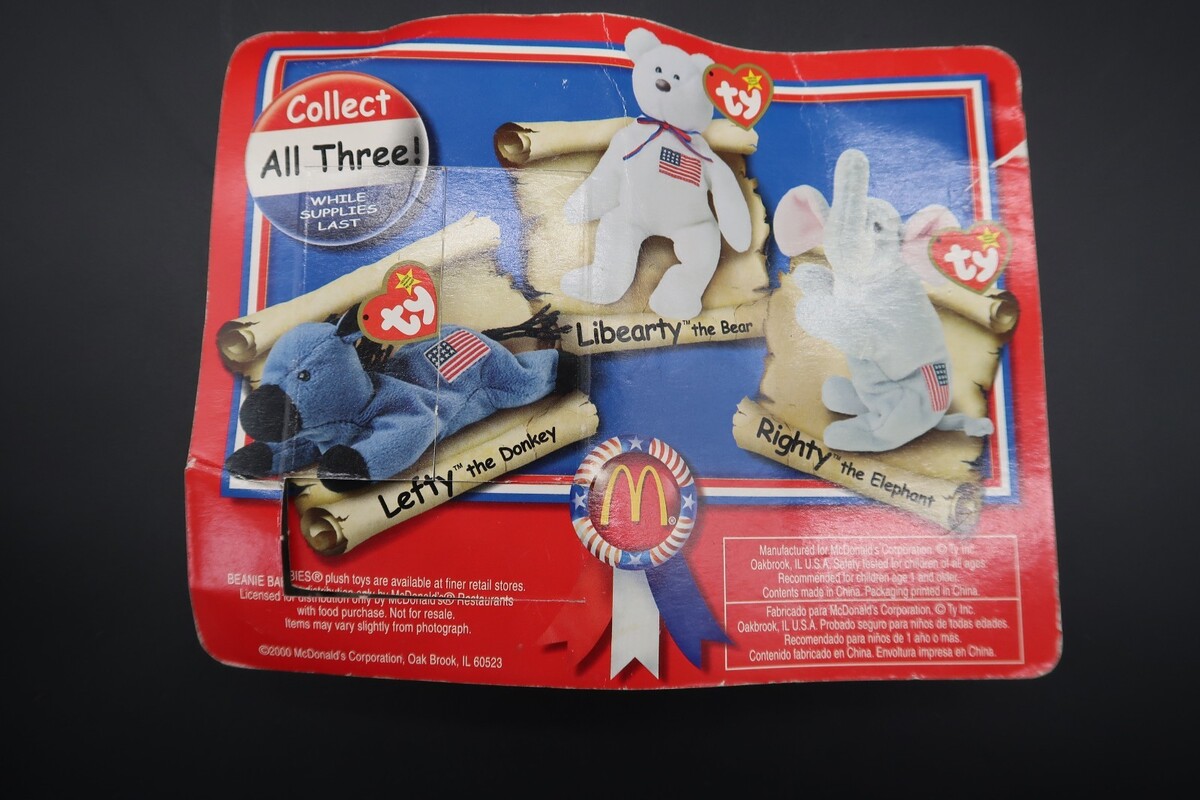 Collect
All Three!
WHILE
SUPPLIES
LAST
ty
Libearty™ the Bear
ty
Lefty™ the Donkey
ty
Righty™ the Elephant
M®
BEANIE BABIES® plush toys are available at finer retail stores.
Licensed for distribution only by McDonald's® Restaurants
with food purchase. Not for resale.
Items may vary slightly from photograph.
©2000 McDonald's Corporation, Oak Brook, IL 60523
Manufactured for McDonald's Corporation. © Ty Inc.
Oakbrook, IL U.S.A. Safety tested for children of all ages.
Recommended for children age 1 and older.
Contents made in China. Packaging printed in China.
Fabricado para McDonald's Corporation, © Ty Inc.
Oakbrook, IL U.S.A. Probado seguro para niños de todas edades.
Recomendado para niños de 1 año o más.
Contenido fabricado en China. Envoltura impresa en China.